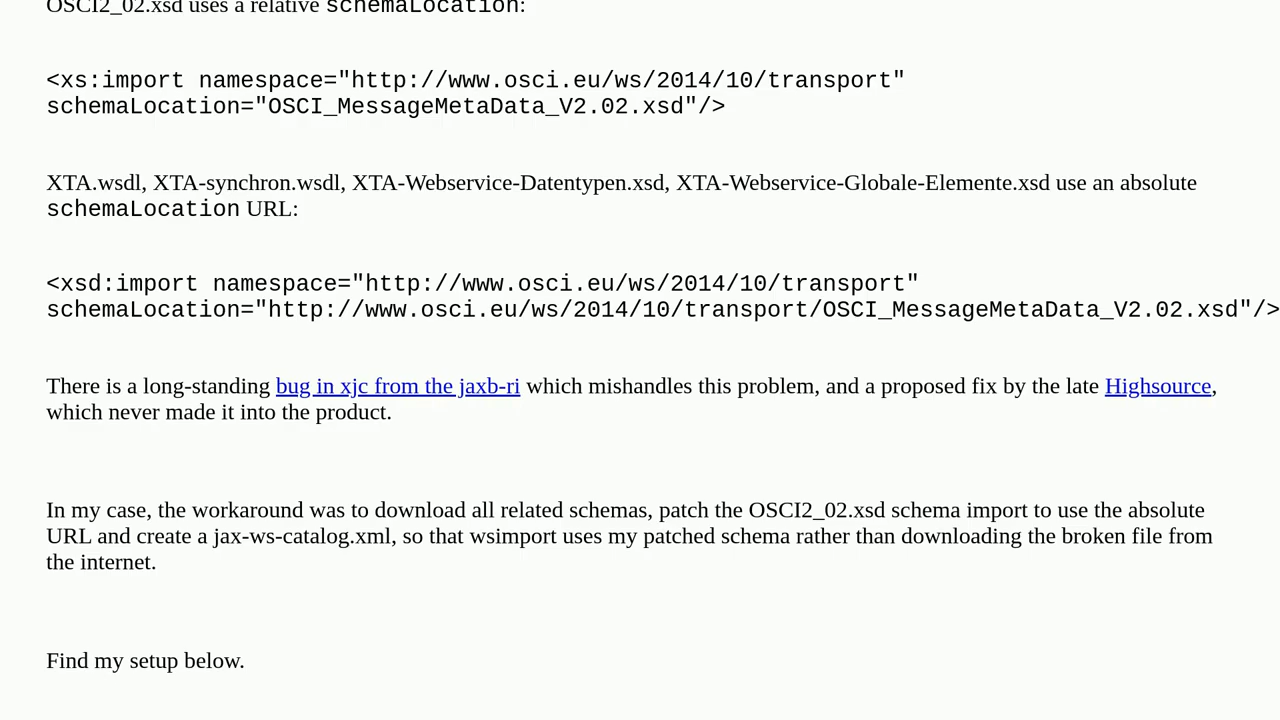 OSCI2_02.xsd uses a relative schemaLocation:
<xs:import namespace="http://www.osci.eu/ws/2014/10/transport"
schemaLocation="OSCI_MessageMetaData_V2.02.xsd"/>
XTA.wsdl, XTA-synchron.wsdl, XTA-Webservice-Datentypen.xsd, XTA-Webservice-Globale-Elemente.xsd use an absolute
schemaLocation URL:
<xsd:import namespace="http://www.osci.eu/ws/2014/10/transport"
schemaLocation="http://www.osci.eu/ws/2014/10/transport/OSCI_MessageMetaData_V2.02.xsd"/>
There is a long-standing bug in xjc from the jaxb-ri which mishandles this problem, and a proposed fix by the late Highsource,
which never made it into the product.
In my case, the workaround was to download all related schemas, patch the OSCI2_02.xsd schema import to use the absolute
URL and create a jax-ws-catalog.xml, so that wsimport uses my patched schema rather than downloading the broken file from
the internet.
Find my setup below.